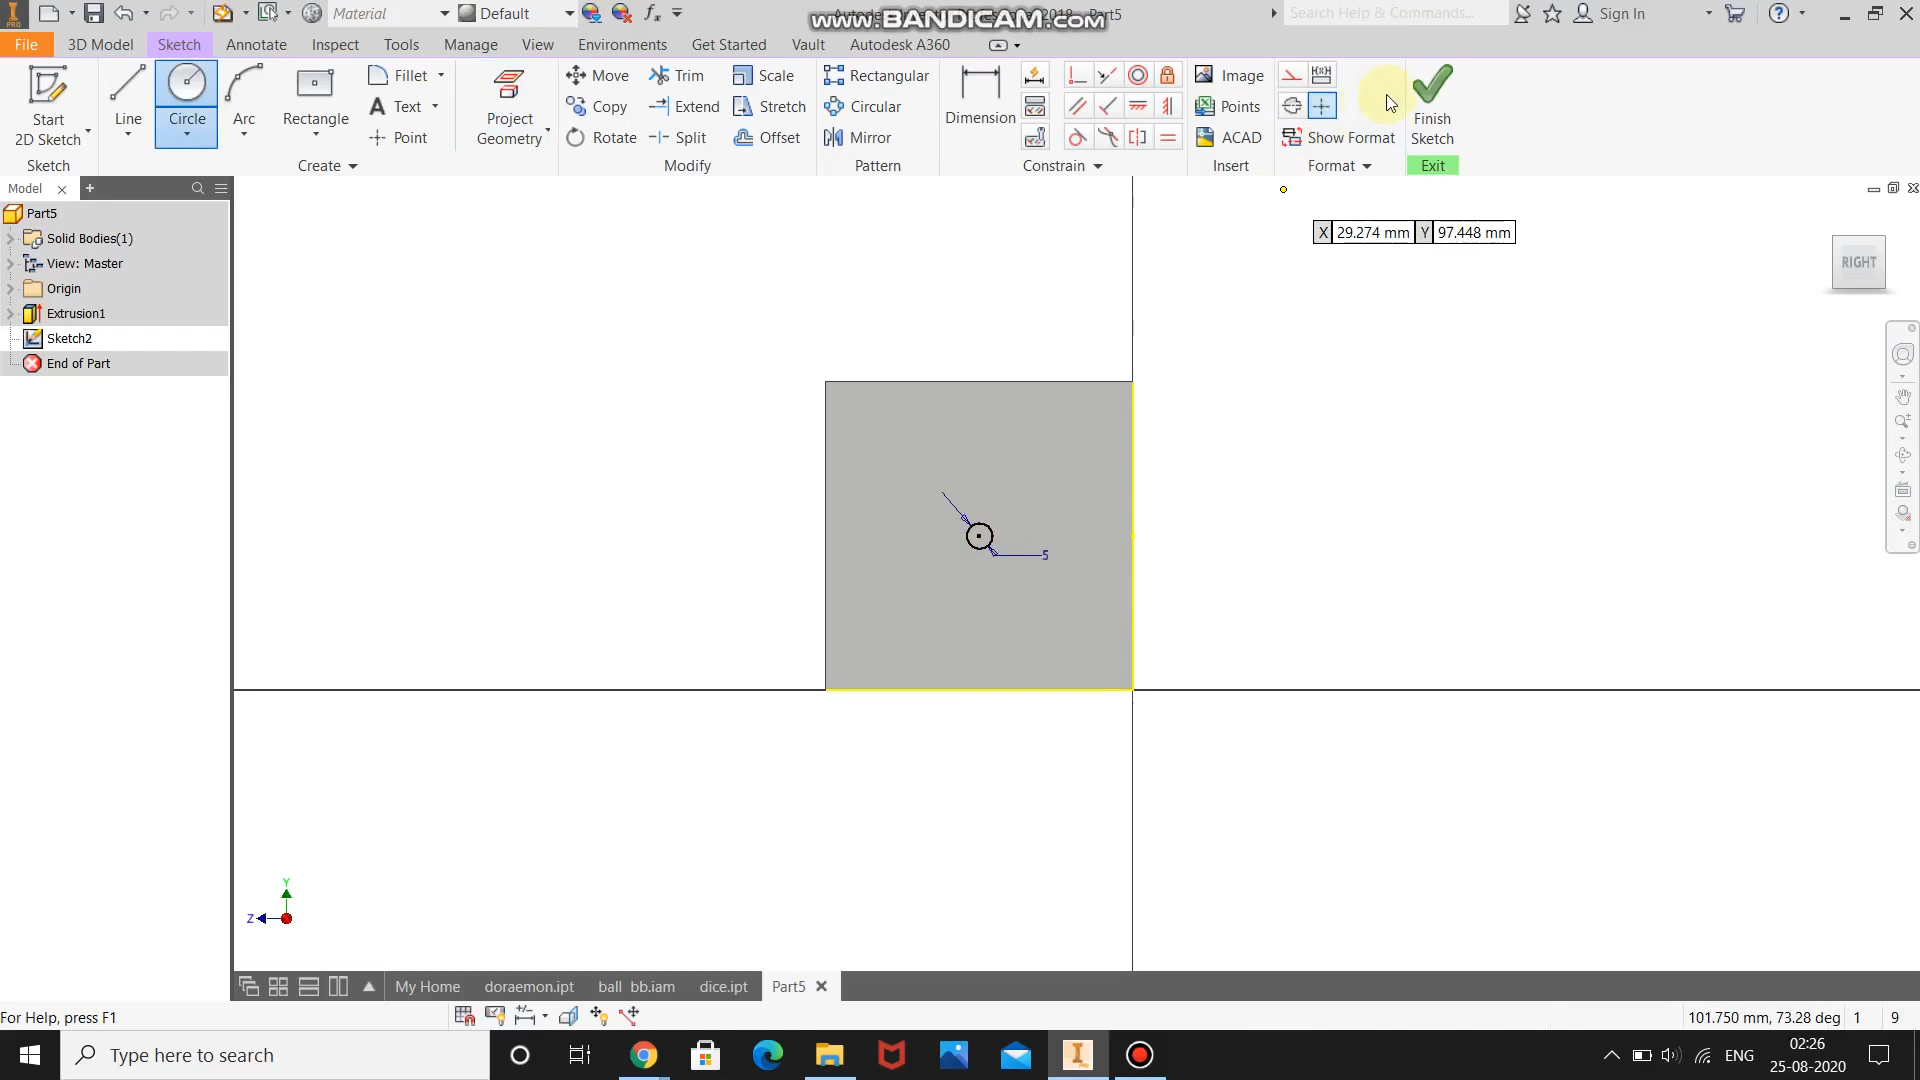 PRO
Material
Default
Autodesk Inventor Professional 2018 Part5
www.BANDICAM.com
Search Help & Commands...
Sign In
File
3D Model
Sketch
Annotate
Inspect
Tools
Manage
View
Environments
Get Started
Vault
Autodesk A360
Start
2D Sketch
Line
Circle
Arc
Rectangle
Fillet
Text
Point
Project
Geometry
Move
Copy
Rotate
Trim
Extend
Split
Scale
Stretch
Offset
Rectangular
Circular
Mirror
Dimension
Image
Points
ACAD
Show Format
Finish
Sketch
Sketch
Create
Modify
Pattern
Constrain
Insert
Format
Exit
Model
Part5
Solid Bodies(1)
View: Master
Origin
Extrusion1
Sketch2
End of Part
X 29.274 mm Y 97.448 mm
RIGHT
5
Y
Z
My Home
doraemon.ipt
ball bb.iam
dice.ipt
Part5
For Help, press F1
101.750 mm, 73.28 deg 1 9
Type here to search
ENG
02:26
25-08-2020